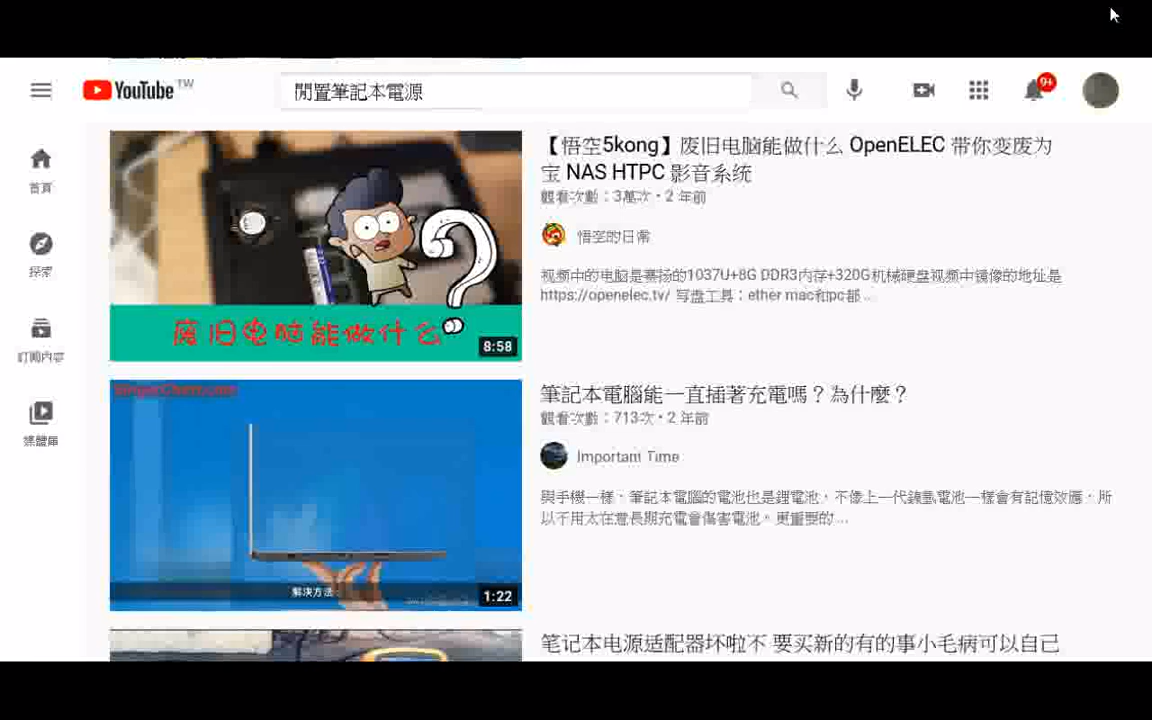 YouTube TW
閒置筆記本電源
9+
首頁
探索
訂閱內容
媒體庫
废旧电脑能做什么
8:58
【悟空5kong】废旧电脑能做什么 OpenELEC 带你变废为
宝 NAS HTPC 影音系统
觀看次數：3萬次・2 年前
悟空的日常
视频中的电脑是赛扬的1037U+8G DDR3内存+320G机械硬盘视频中镜像的地址是
https://openelec.tv/ 写盘工具：ether mac和pc都...
解決方法
1:22
筆記本電腦能一直插著充電嗎？為什麼？
觀看次數：713次・2 年前
Important Time
與手機一樣，筆記本電腦的電池也是鋰電池，不像上一代鎳氫電池一樣會有記憶效應，所
以不用太在意長期充電會傷害電池。更重要的...
笔记本电源适配器坏啦不 要买新的有的事小毛病可以自己